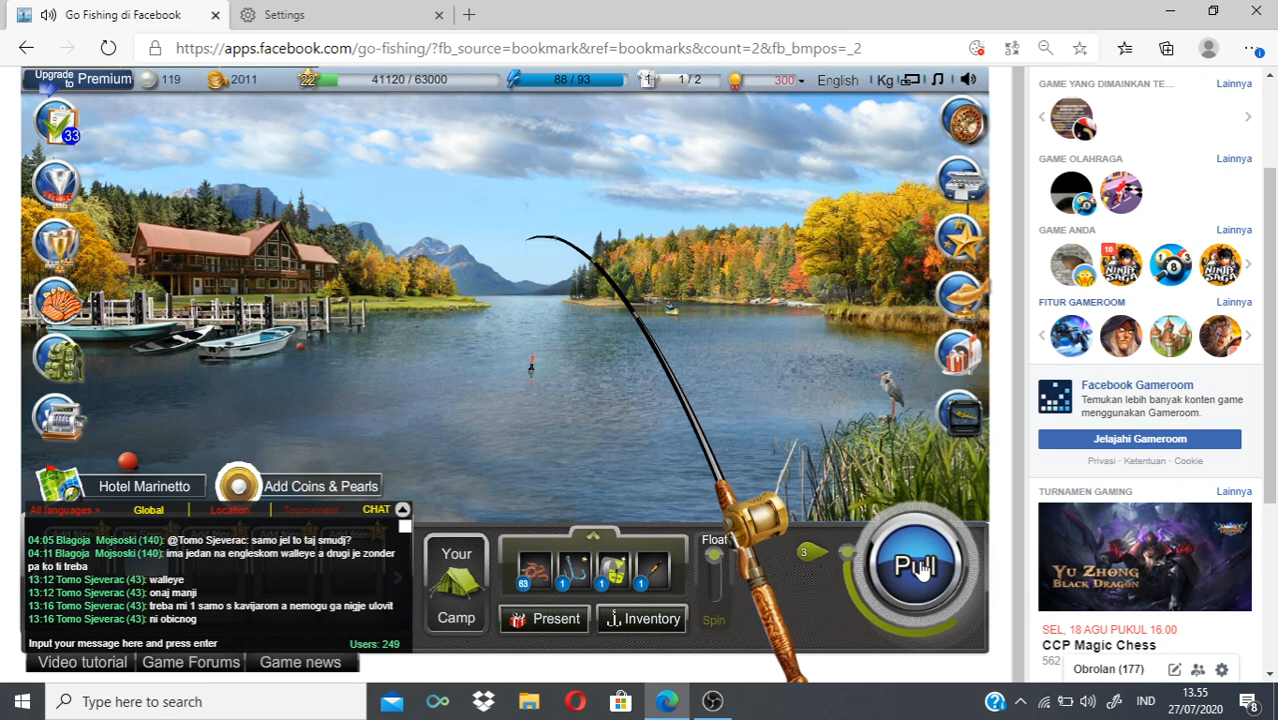 Go Fishing di Facebook
Settings
https://apps.facebook.com/go-fishing/?fb_source=bookmark&ref=bookmarks&count=2&fb_bmpos=_2
Upgrade to Premium
119
2011
22
41120 / 63000
88 / 93
1
1 / 2
300
English
Kg
33
Hotel Marinetto
Add Coins & Pearls
All languages >
Global
Location
Tournament
CHAT
04:05 Blagoja Mojsoski (140): @Tomo Sjeverac: samo jel to taj smudj?
04:11 Blagoja Mojsoski (140): ima jedan na engleskom walleye a drugi je zonder
pa ko ti treba
13:12 Tomo Sjeverac (43): walleye
13:12 Tomo Sjeverac (43): onaj manji
13:16 Tomo Sjeverac (43): treba mi 1 samo s kavijarom a nemogu ga nigje ulovil
13:16 Tomo Sjeverac (43): ni obicnog
Input your message here and press enter
Users: 249
Video tutorial
Game Forums
Game news
Your
Camp
63
1
1
1
Present
Inventory
Float
Spin
3
Pull
GAME YANG DIMAINKAN TE...
Lainnya
GAME OLAHRAGA
Lainnya
GAME ANDA
Lainnya
10
NINJA SAGA
8
NINJA SAGA
FITUR GAMEROOM
Lainnya
Facebook Gameroom
Temukan lebih banyak konten game
menggunakan Gameroom.
Jelajahi Gameroom
Privasi · Ketentuan · Cookie
TURNAMEN GAMING
Lainnya
YU ZHONG
BLACK DRAGON
SEL, 18 AGU PUKUL 16.00
CCP Magic Chess
562
Obrolan (177)
Type here to search
IND
13.55
27/07/2020
8